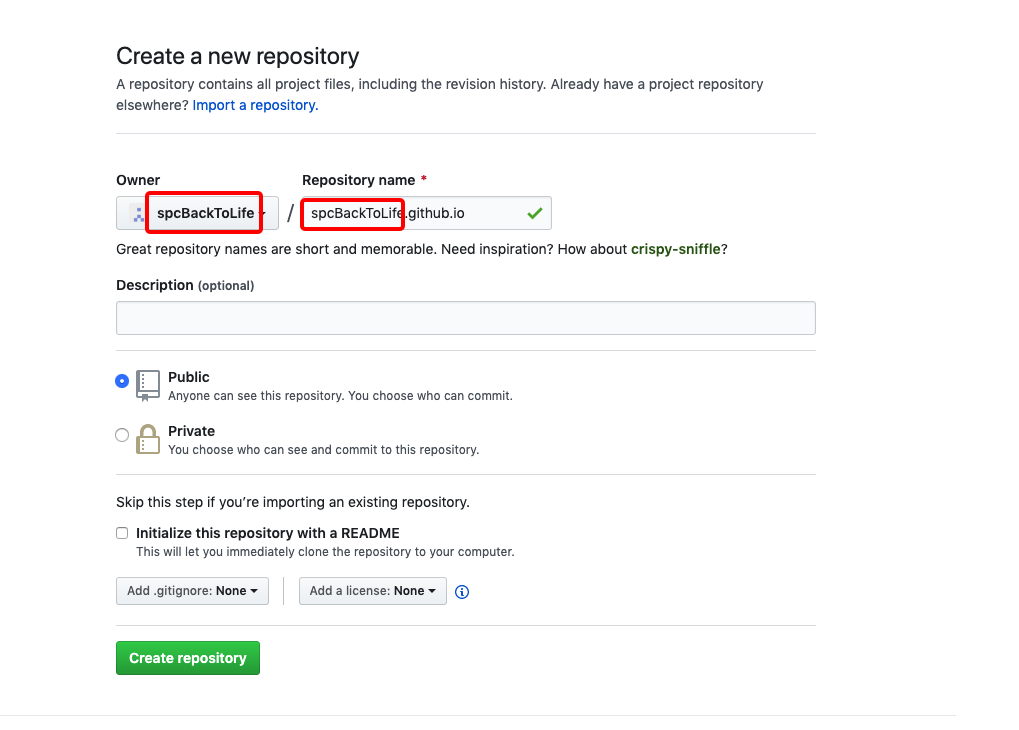 Create a new repository
A repository contains all project files, including the revision history. Already have a project repository
elsewhere? Import a repository.
Owner
Repository name *
spcBackToLife / spcBackToLife.github.io
Great repository names are short and memorable. Need inspiration? How about crispy-sniffle?
Description (optional)
Public
Anyone can see this repository. You choose who can commit.
Private
You choose who can see and commit to this repository.
Skip this step if you’re importing an existing repository.
Initialize this repository with a README
This will let you immediately clone the repository to your computer.
Add .gitignore: None
Add a license: None
Create repository